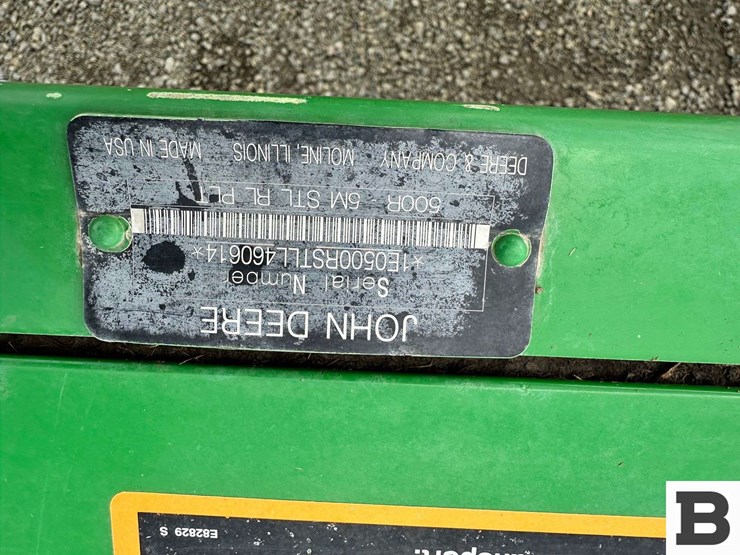 JOHN DEERE
Serial Number
*1E0500RSTLL460614*
500R 5M STL RL PLT
DEERE & COMPANY MOLINE, ILLINOIS MADE IN USA
E82829 S
B